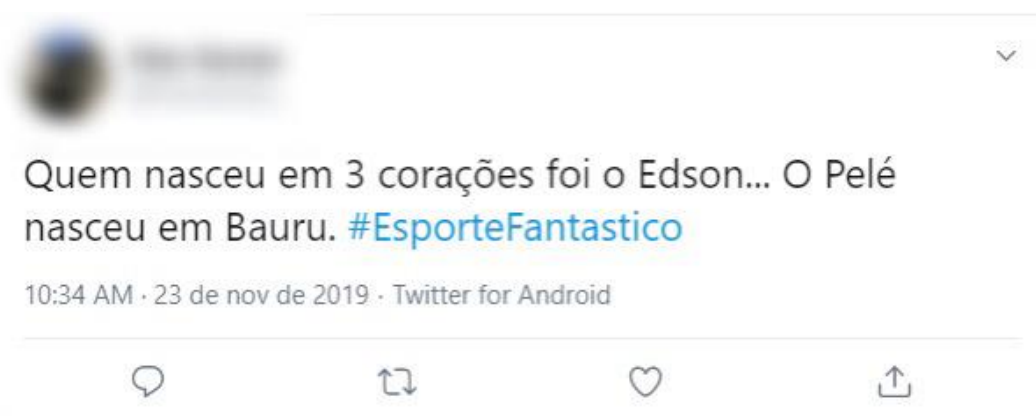 Quem nasceu em 3 corações foi o Edson... O Pelé
nasceu em Bauru. #EsporteFantastico
10:34 AM · 23 de nov de 2019 · Twitter for Android